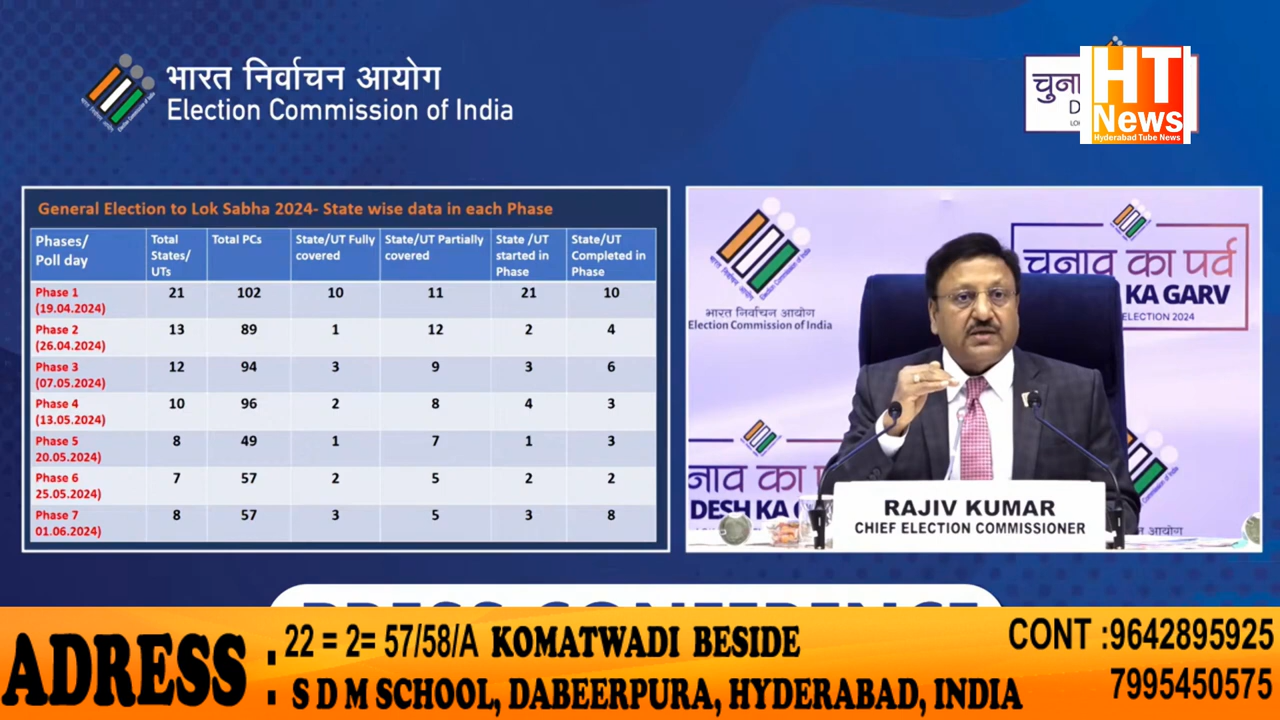 भारत निर्वाचन आयोग
Election Commission of India
चुना
HT
News
Hyderabad Tube News
General Election to Lok Sabha 2024- State wise data in each Phase
Phases/ Poll day Total States/ UTs Total PCs State/UT Fully covered State/UT Partially covered State /UT started in Phase State/UT Completed in Phase
Phase 1 (19.04.2024) 21 102 10 11 21 10
Phase 2 (26.04.2024) 13 89 1 12 2 4
Phase 3 (07.05.2024) 12 94 3 9 3 6
Phase 4 (13.05.2024) 10 96 2 8 4 3
Phase 5 20.05.2024) 8 49 1 7 1 3
Phase 6 25.05.2024) 7 57 2 5 2 2
Phase 7 01.06.2024) 8 57 3 5 3 8
भारत निर्वाचन आयोग
Election Commission of India
चुनाव का पर्व
KA GARV
ELECTION 2024
नाव का प
DESH KA
आयोग
RAJIV KUMAR
CHIEF ELECTION COMMISSIONER
PRESS CONFERENCE
ADRESS :
22 = 2= 57/58/A KOMATWADI BESIDE
S D M SCHOOL, DABEERPURA, HYDERABAD, INDIA
CONT :9642895925
7995450575